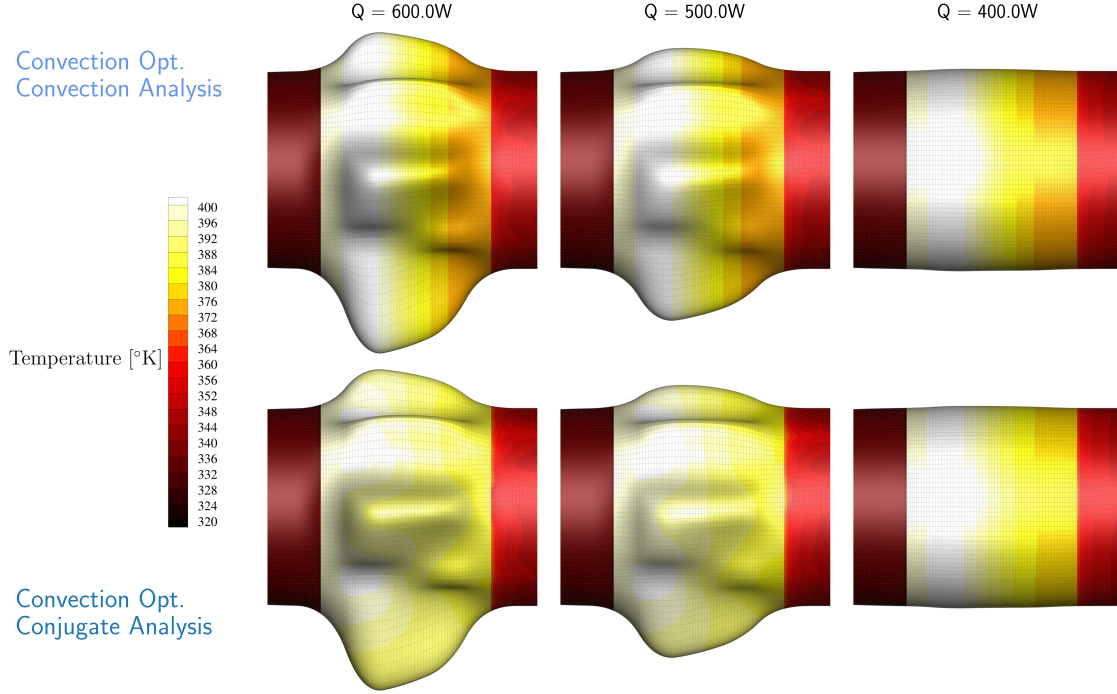 Q = 600.0W
Q = 500.0W
Q = 400.0W
Convection Opt.
Convection Analysis
400
396
392
388
384
380
376
372
368
364
Temperature [°K]
360
356
352
348
344
340
336
332
328
324
320
Convection Opt.
Conjugate Analysis